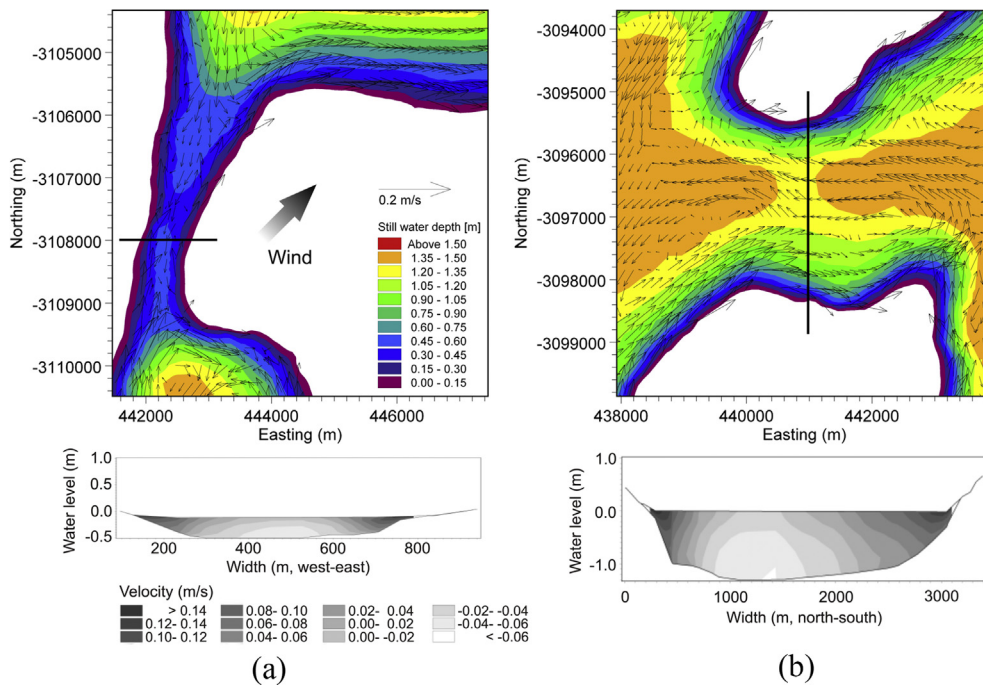 -3105000
-3106000
-3107000
-3108000
-3109000
-3110000
Northing (m)
442000 444000 446000
Easting (m)
0.2 m/s
Wind
Still water depth [m]
Above 1.50
1.35 - 1.50
1.20 - 1.35
1.05 - 1.20
0.90 - 1.05
0.75 - 0.90
0.60 - 0.75
0.45 - 0.60
0.30 - 0.45
0.15 - 0.30
0.00 - 0.15
-3094000
-3095000
-3096000
-3097000
-3098000
-3099000
Northing (m)
438000 440000 442000
Easting (m)
Water level (m)
1.0
0.0
-0.5
200 400 600 800
Width (m, west-east)
Water level (m)
1.0
0.0
-1.0
0 1000 2000 3000
Width (m, north-south)
Velocity (m/s)
> 0.14 0.08- 0.10 0.02- 0.04 -0.02- -0.04
0.12- 0.14 0.06- 0.08 0.00- 0.02 -0.04- -0.06
0.10- 0.12 0.04- 0.06 0.00- -0.02 < -0.06
(a) (b)